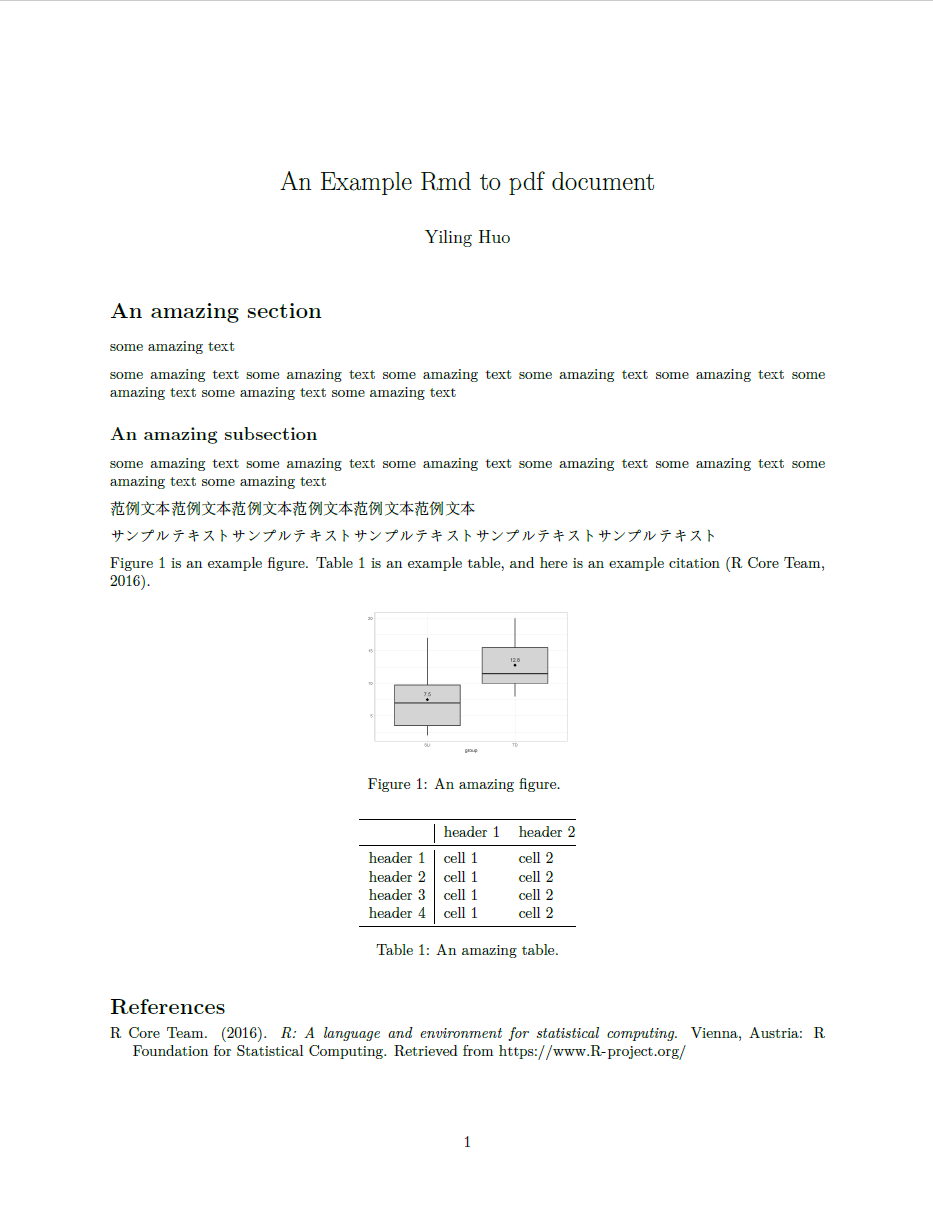 An Example Rmd to pdf document
Yiling Huo
An amazing section
some amazing text
some amazing text some amazing text some amazing text some amazing text some amazing text some
amazing text some amazing text some amazing text
An amazing subsection
some amazing text some amazing text some amazing text some amazing text some amazing text some
amazing text some amazing text
范例文本范例文本范例文本范例文本范例文本范例文本
サンプルテキストサンプルテキストサンプルテキストサンプルテキストサンプルテキスト
Figure 1 is an example figure. Table 1 is an example table, and here is an example citation (R Core Team,
2016).
20
15
10
5
7.5
12.8
TD
group
Figure 1: An amazing figure.
header 1 header 2
header 1 cell 1 cell 2
header 2 cell 1 cell 2
header 3 cell 1 cell 2
header 4 cell 1 cell 2
Table 1: An amazing table.
References
R Core Team. (2016). R: A language and environment for statistical computing. Vienna, Austria: R
Foundation for Statistical Computing. Retrieved from https://www.R-project.org/
1